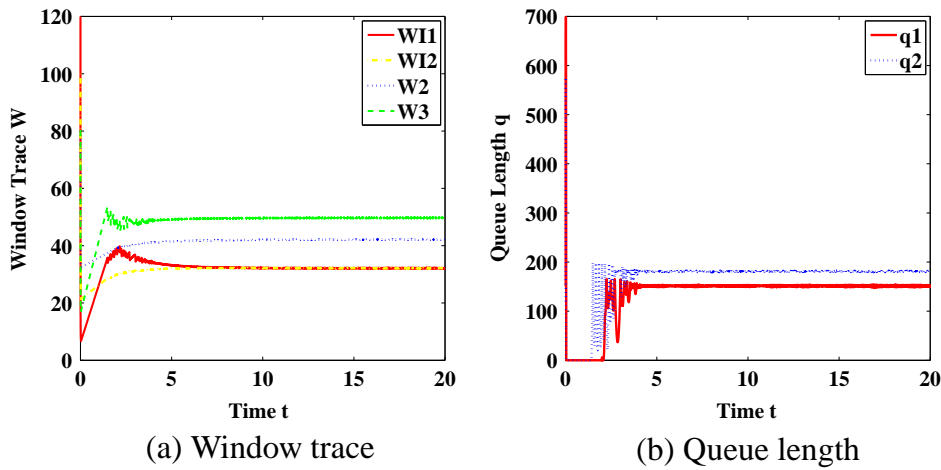 120
100
80
60
40
20
0
Window Trace W
WI1
WI2
W2
W3
0 5 10 15 20
Time t
(a) Window trace
700
600
500
400
300
200
100
0
Queue Length q
q1
q2
0 5 10 15 20
Time t
(b) Queue length